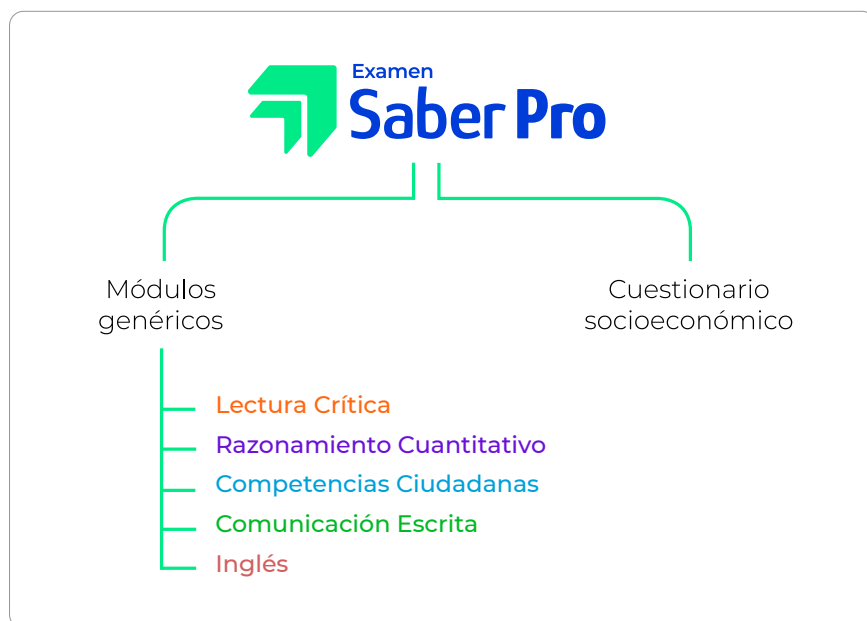 Examen
Saber Pro
Módulos
genéricos
Cuestionario
socioeconómico
Lectura Crítica
Razonamiento Cuantitativo
Competencias Ciudadanas
Comunicación Escrita
Inglés